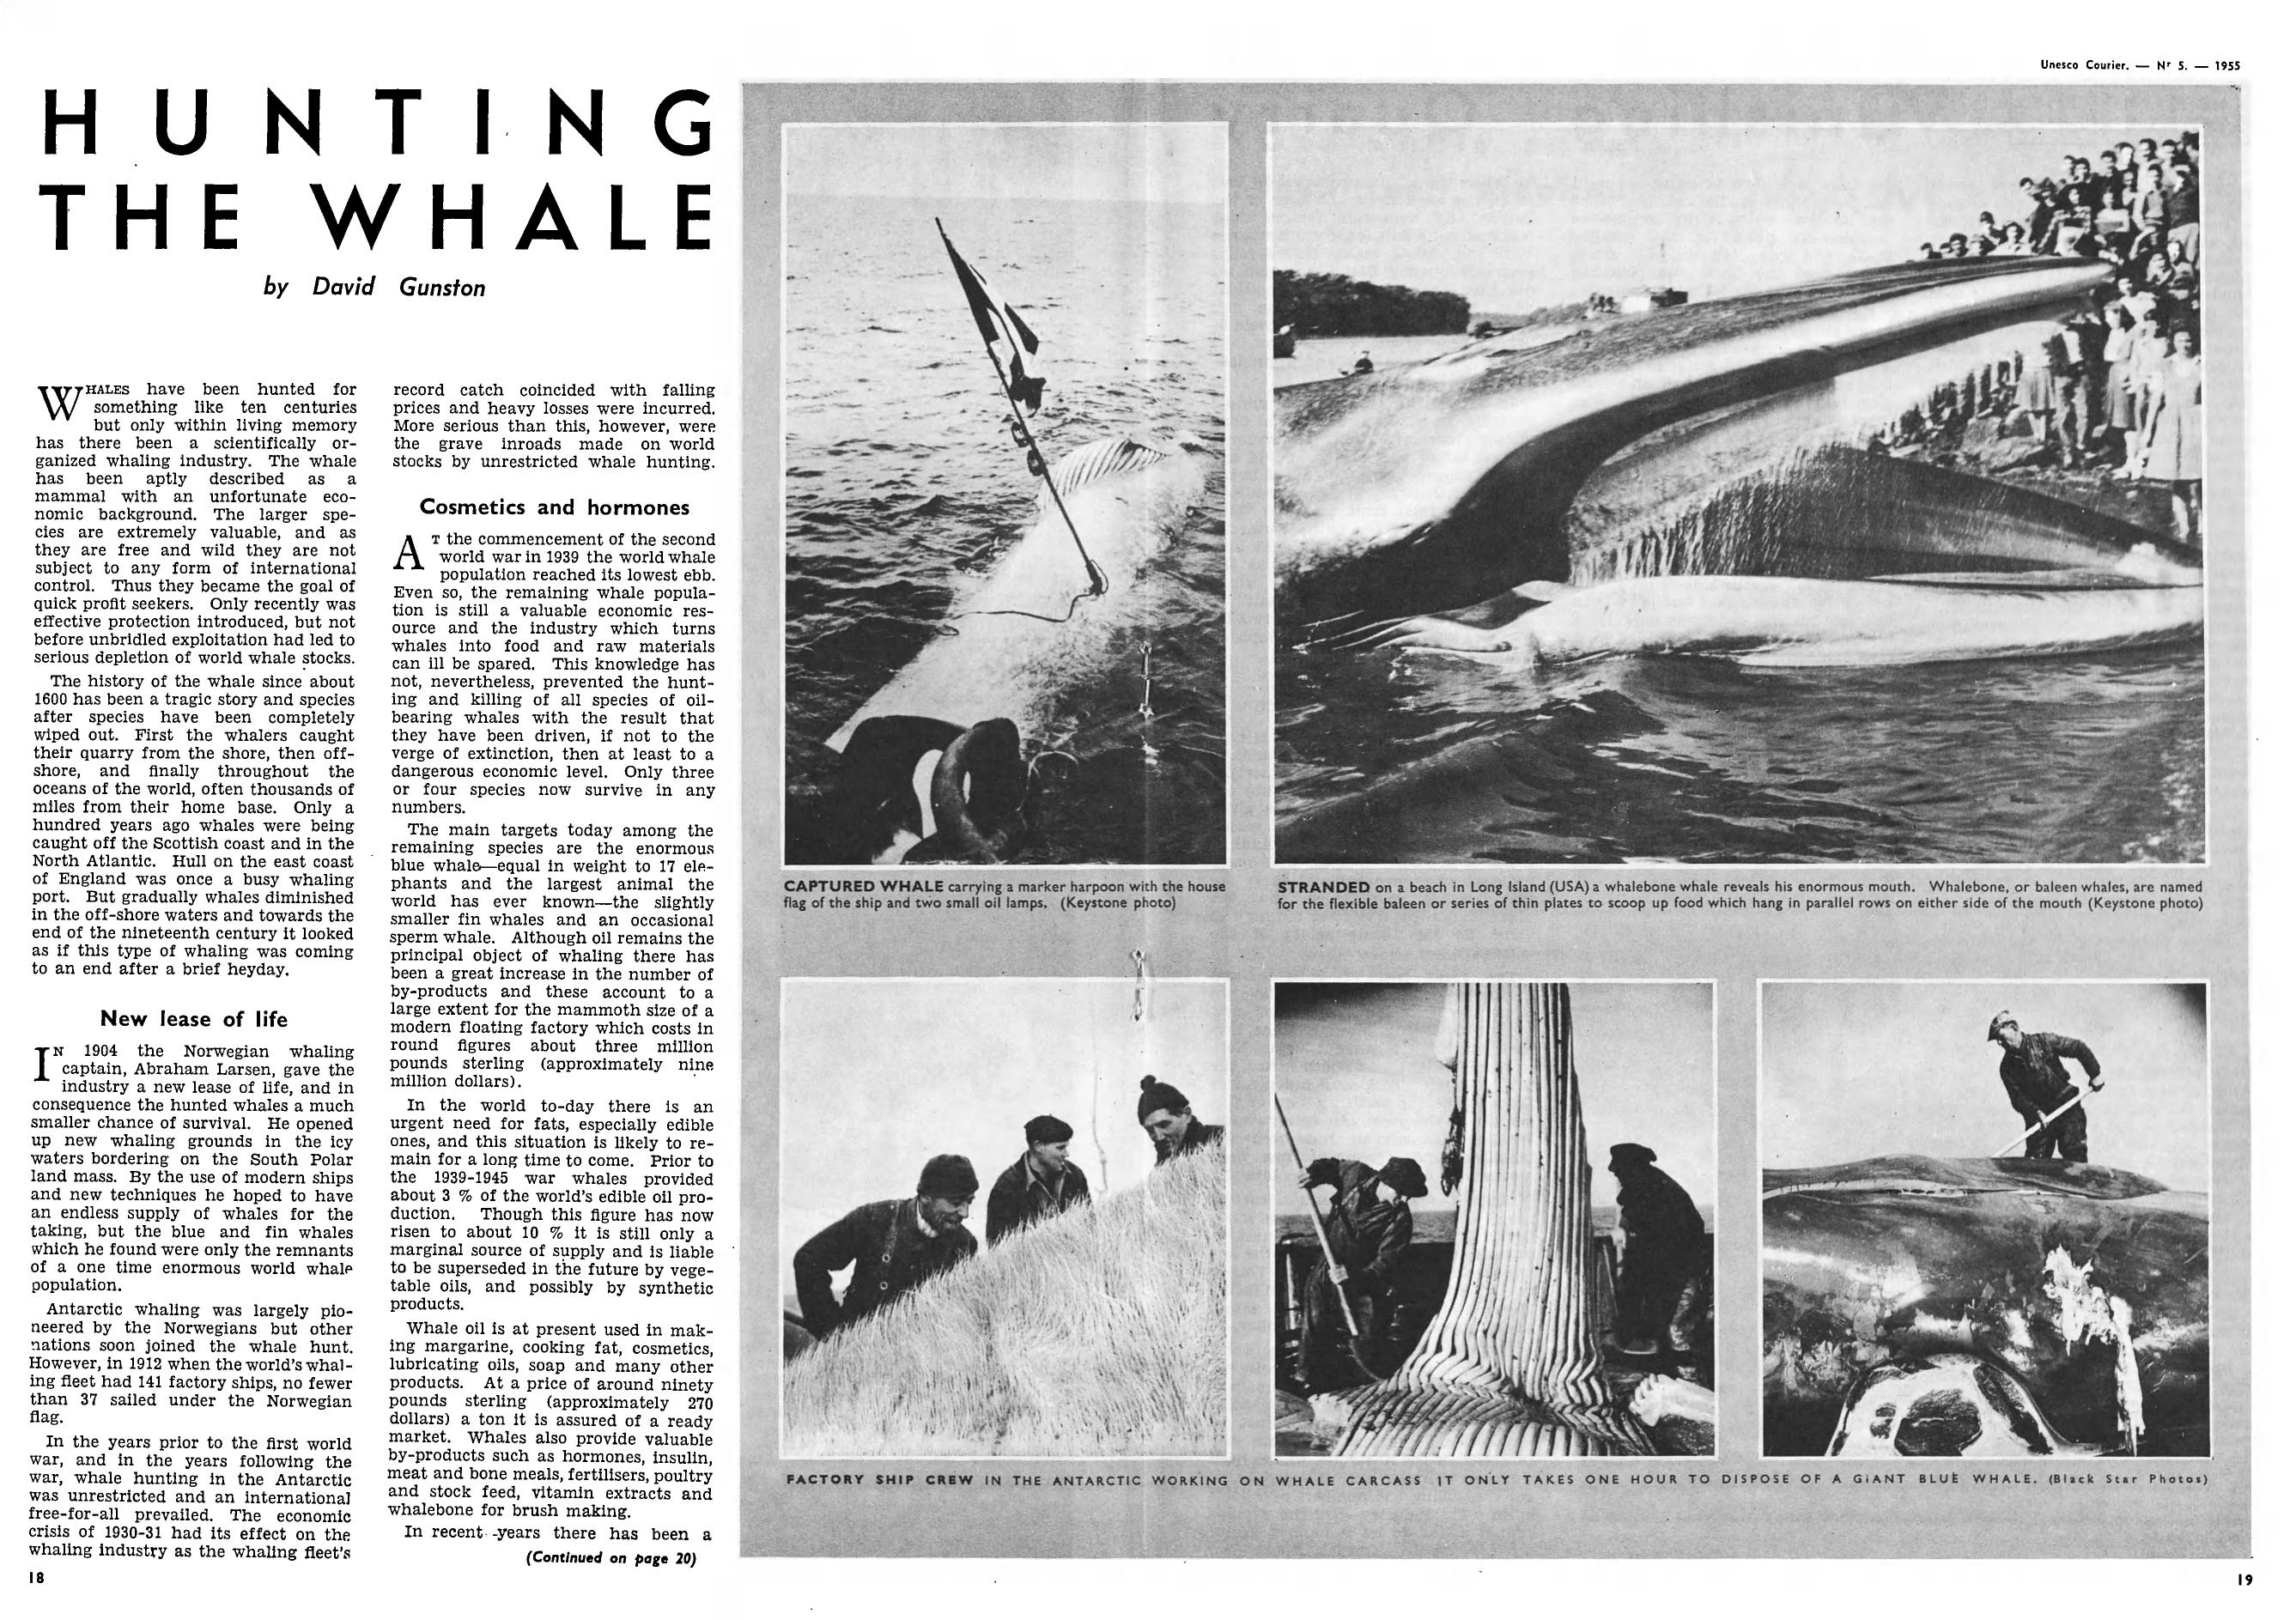 Unesco Courier. — Nʳ 5. — 1955
HUNTING
THE WHALE
by David Gunston
WHALES have been hunted for
something like ten centuries
but only within living memory
has there been a scientifically or-
ganized whaling industry. The whale
has been aptly described as a
mammal with an unfortunate eco-
nomic background. The larger spe-
cies are extremely valuable, and as
they are free and wild they are not
subject to any form of international
control. Thus they became the goal of
quick profit seekers. Only recently was
effective protection introduced, but not
before unbridled exploitation had led to
serious depletion of world whale stocks.
The history of the whale since about
1600 has been a tragic story and species
after species have been completely
wiped out. First the whalers caught
their quarry from the shore, then off-
shore, and finally throughout the
oceans of the world, often thousands of
miles from their home base. Only a
hundred years ago whales were being
caught off the Scottish coast and in the
North Atlantic. Hull on the east coast
of England was once a busy whaling
port. But gradually whales diminished
in the off-shore waters and towards the
end of the nineteenth century it looked
as if this type of whaling was coming
to an end after a brief heyday.
New lease of life
IN 1904 the Norwegian whaling
captain, Abraham Larsen, gave the
industry a new lease of life, and in
consequence the hunted whales a much
smaller chance of survival. He opened
up new whaling grounds in the icy
waters bordering on the South Polar
land mass. By the use of modern ships
and new techniques he hoped to have
an endless supply of whales for the
taking, but the blue and fin whales
which he found were only the remnants
of a one time enormous world whale
population.
Antarctic whaling was largely pio-
neered by the Norwegians but other
nations soon joined the whale hunt.
However, in 1912 when the world's whal-
ing fleet had 141 factory ships, no fewer
than 37 sailed under the Norwegian
flag.
In the years prior to the first world
war, and in the years following the
war, whale hunting in the Antarctic
was unrestricted and an international
free-for-all prevailed. The economic
crisis of 1930-31 had its effect on the
whaling industry as the whaling fleet's
record catch coincided with falling
prices and heavy losses were incurred.
More serious than this, however, were
the grave inroads made on world
stocks by unrestricted whale hunting.
Cosmetics and hormones
AT the commencement of the second
world war in 1939 the world whale
population reached its lowest ebb.
Even so, the remaining whale popula-
tion is still a valuable economic res-
ource and the industry which turns
whales into food and raw materials
can ill be spared. This knowledge has
not, nevertheless, prevented the hunt-
ing and killing of all species of oil-
bearing whales with the result that
they have been driven, if not to the
verge of extinction, then at least to a
dangerous economic level. Only three
or four species now survive in any
numbers.
The main targets today among the
remaining species are the enormous
blue whale—equal in weight to 17 ele-
phants and the largest animal the
world has ever known—the slightly
smaller fin whales and an occasional
sperm whale. Although oil remains the
principal object of whaling there has
been a great increase in the number of
by-products and these account to a
large extent for the mammoth size of a
modern floating factory which costs in
round figures about three million
pounds sterling (approximately nine
million dollars).
In the world to-day there is an
urgent need for fats, especially edible
ones, and this situation is likely to re-
main for a long time to come. Prior to
the 1939-1945 war whales provided
about 3 % of the world's edible oil pro-
duction. Though this figure has now
risen to about 10 % it is still only a
marginal source of supply and is liable
to be superseded in the future by vege-
table oils, and possibly by synthetic
products.
Whale oil is at present used in mak-
ing margarine, cooking fat, cosmetics,
lubricating oils, soap and many other
products. At a price of around ninety
pounds sterling (approximately 270
dollars) a ton it is assured of a ready
market. Whales also provide valuable
by-products such as hormones, insulin,
meat and bone meals, fertilisers, poultry
and stock feed, vitamin extracts and
whalebone for brush making.
In recent years there has been a
(Continued on page 20)
18
CAPTURED WHALE carrying a marker harpoon with the house
flag of the ship and two small oil lamps. (Keystone photo)
STRANDED on a beach in Long Island (USA) a whalebone whale reveals his enormous mouth. Whalebone, or baleen whales, are named
for the flexible baleen or series of thin plates to scoop up food which hang in parallel rows on either side of the mouth (Keystone photo)
FACTORY SHIP CREW IN THE ANTARCTIC WORKING ON WHALE CARCASS IT ONLY TAKES ONE HOUR TO DISPOSE OF A GIANT BLUE WHALE. (Black Star Photos)
19